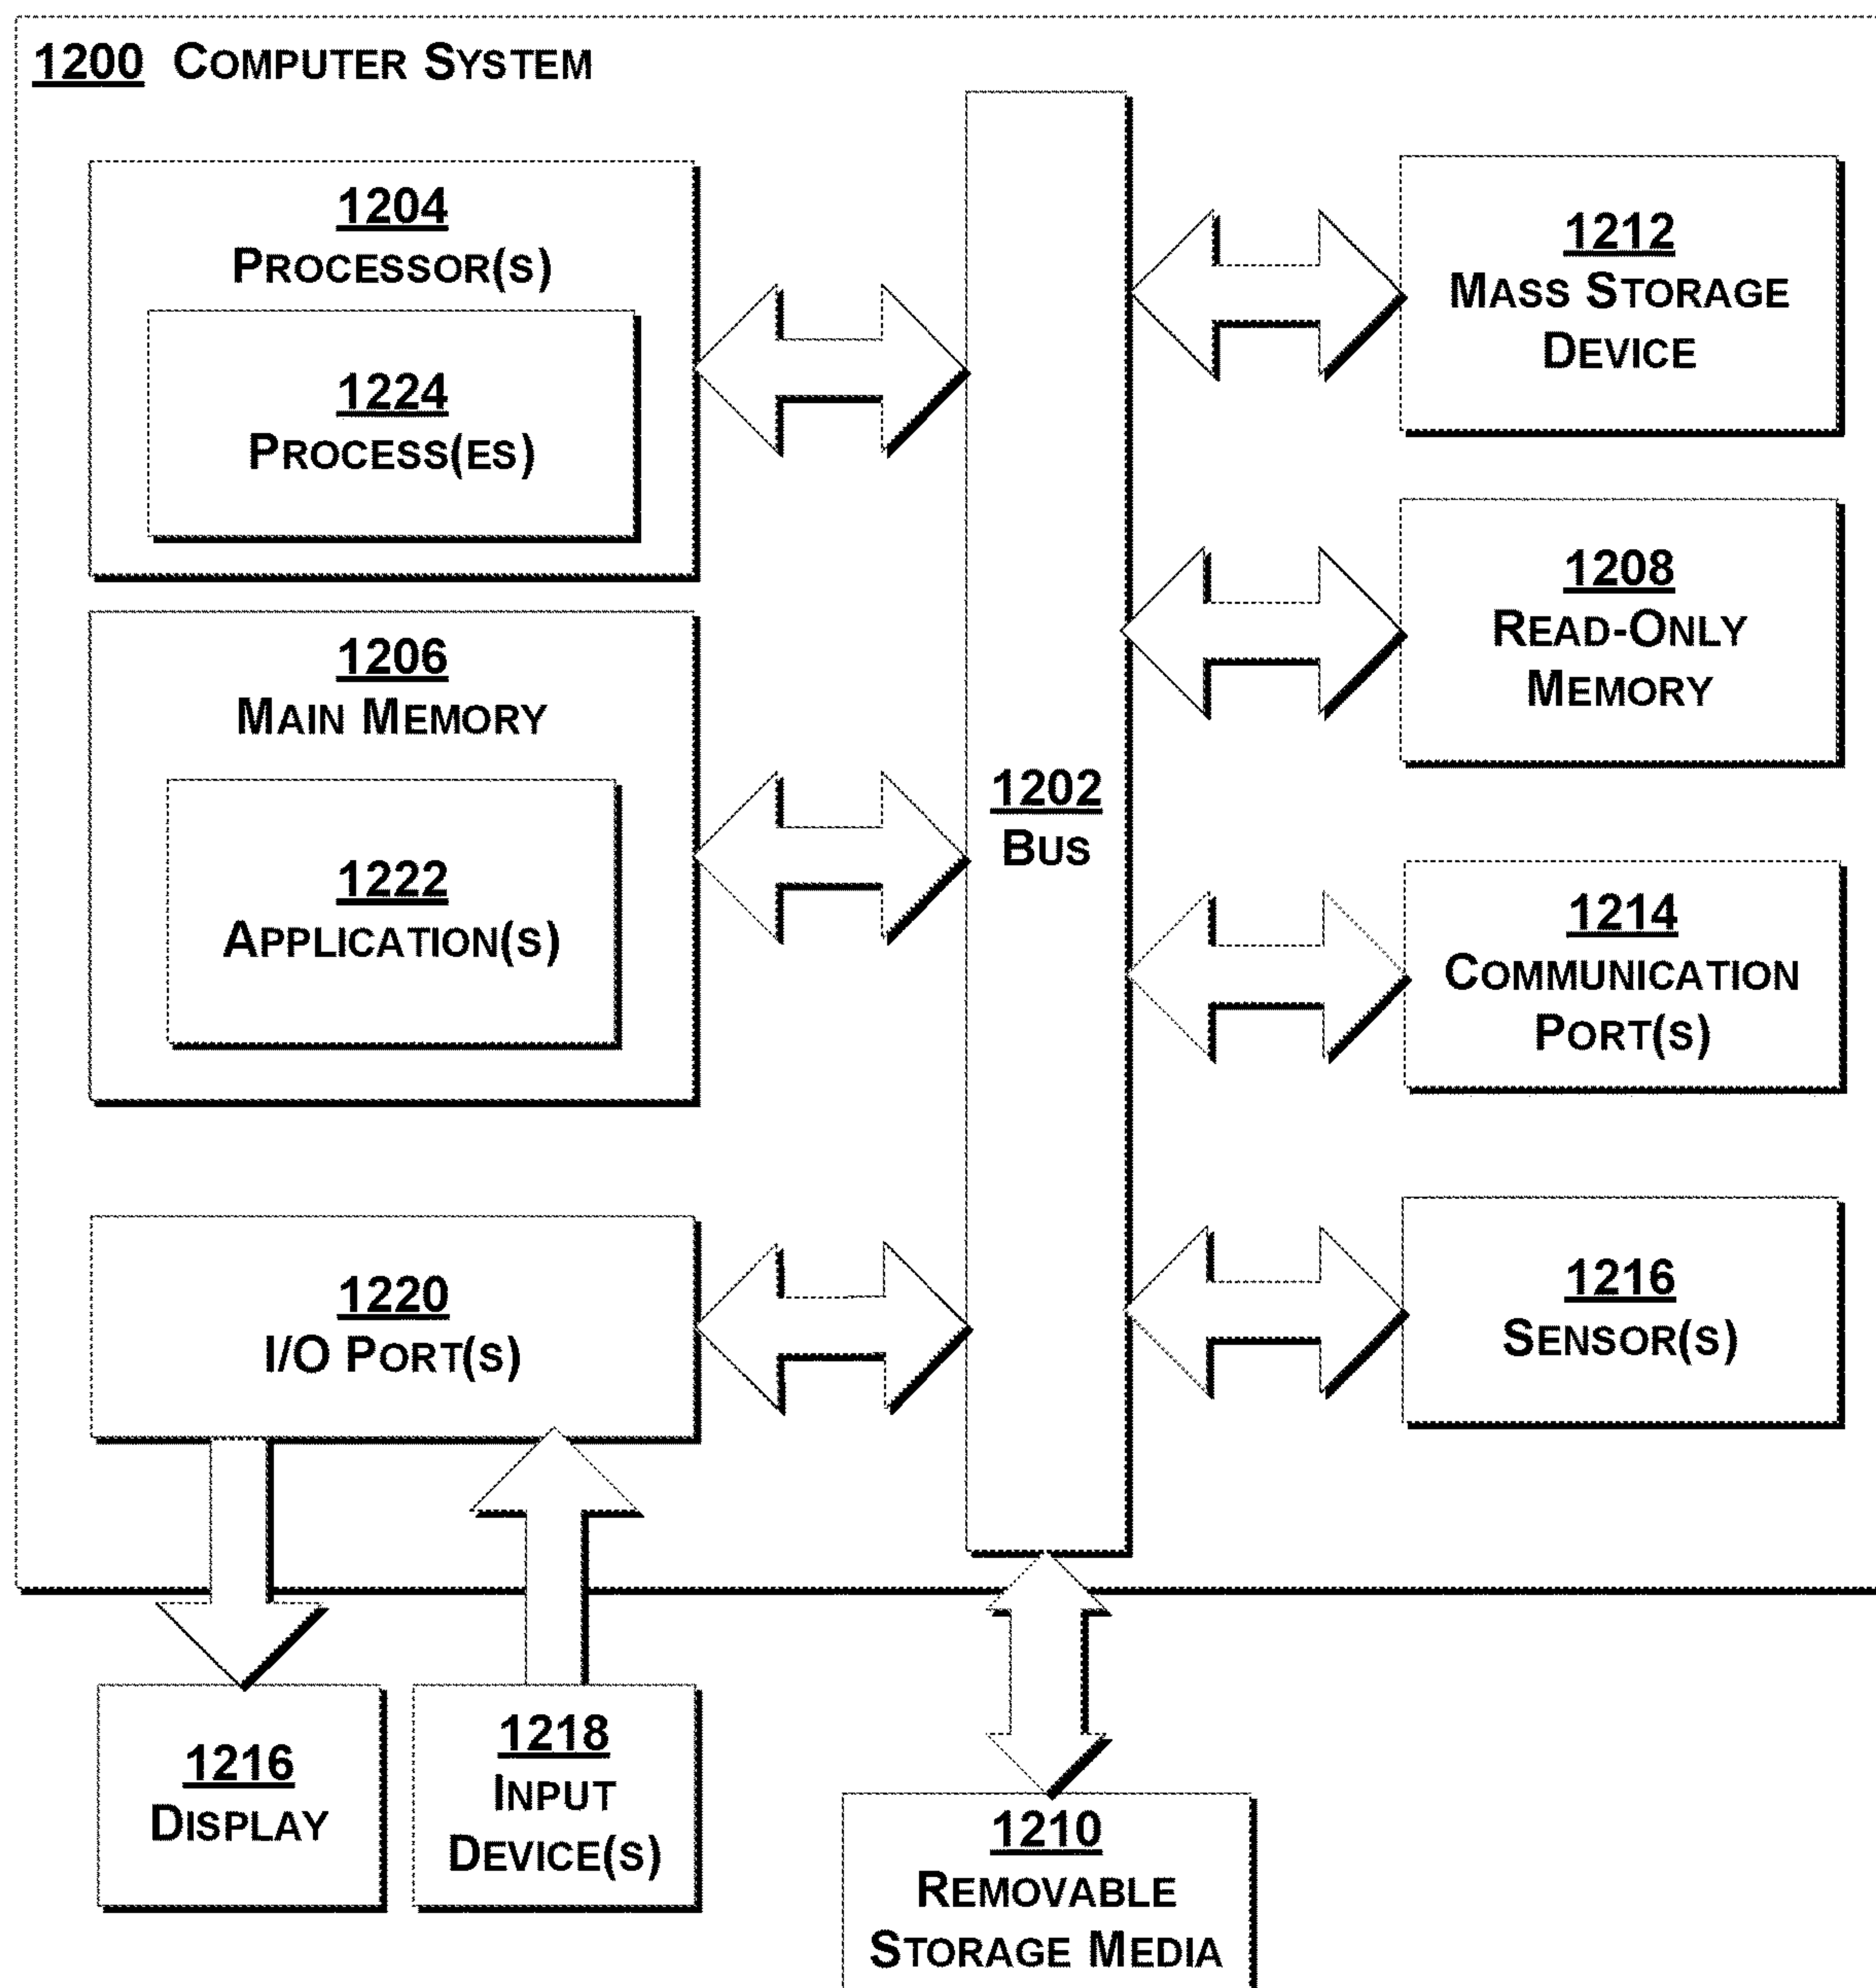 1200 COMPUTER SYSTEM
1204
PROCESSOR(S)
1224
PROCESS(ES)
1206
MAIN MEMORY
1222
APPLICATION(S)
1220
I/O PORT(S)
1202
BUS
1212
MASS STORAGE
DEVICE
1208
READ-ONLY
MEMORY
1214
COMMUNICATION
PORT(S)
1216
SENSOR(S)
1216
DISPLAY
1218
INPUT
DEVICE(S)
1210
REMOVABLE
STORAGE MEDIA